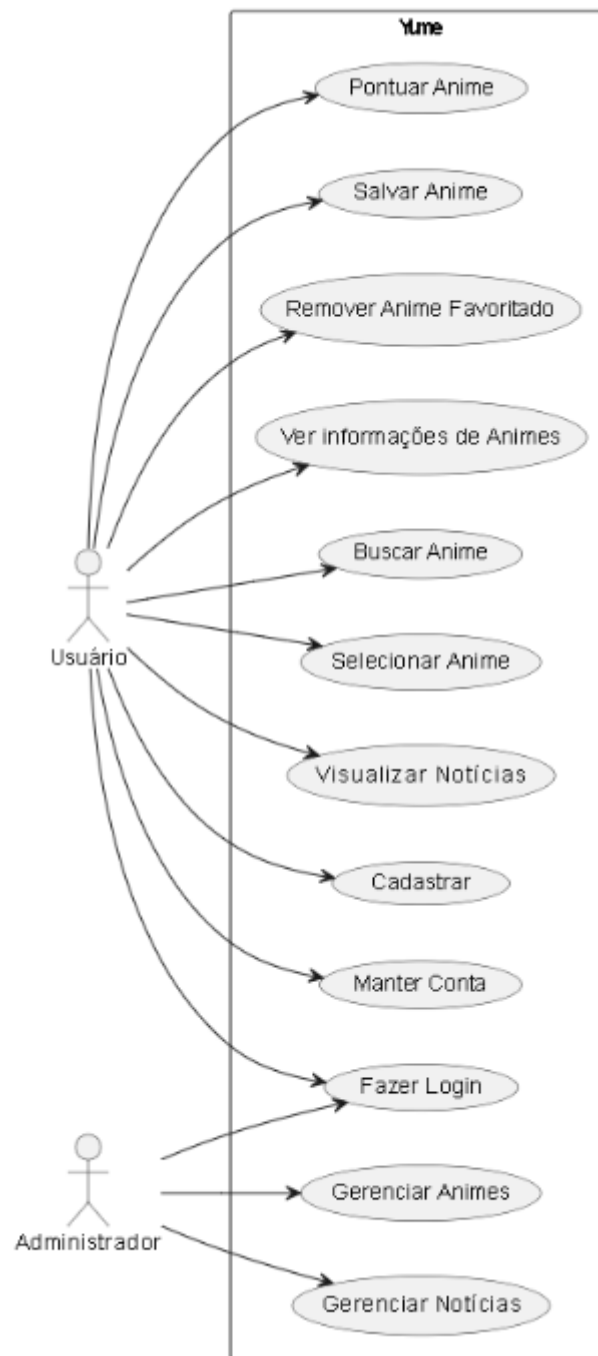 Yume
Pontuar Anime
Salvar Anime
Remover Anime Favoritado
Ver informações de Animes
Buscar Anime
Usuário
Selecionar Anime
Visualizar Notícias
Cadastrar
Manter Conta
Fazer Login
Gerenciar Animes
Administrador
Gerenciar Notícias